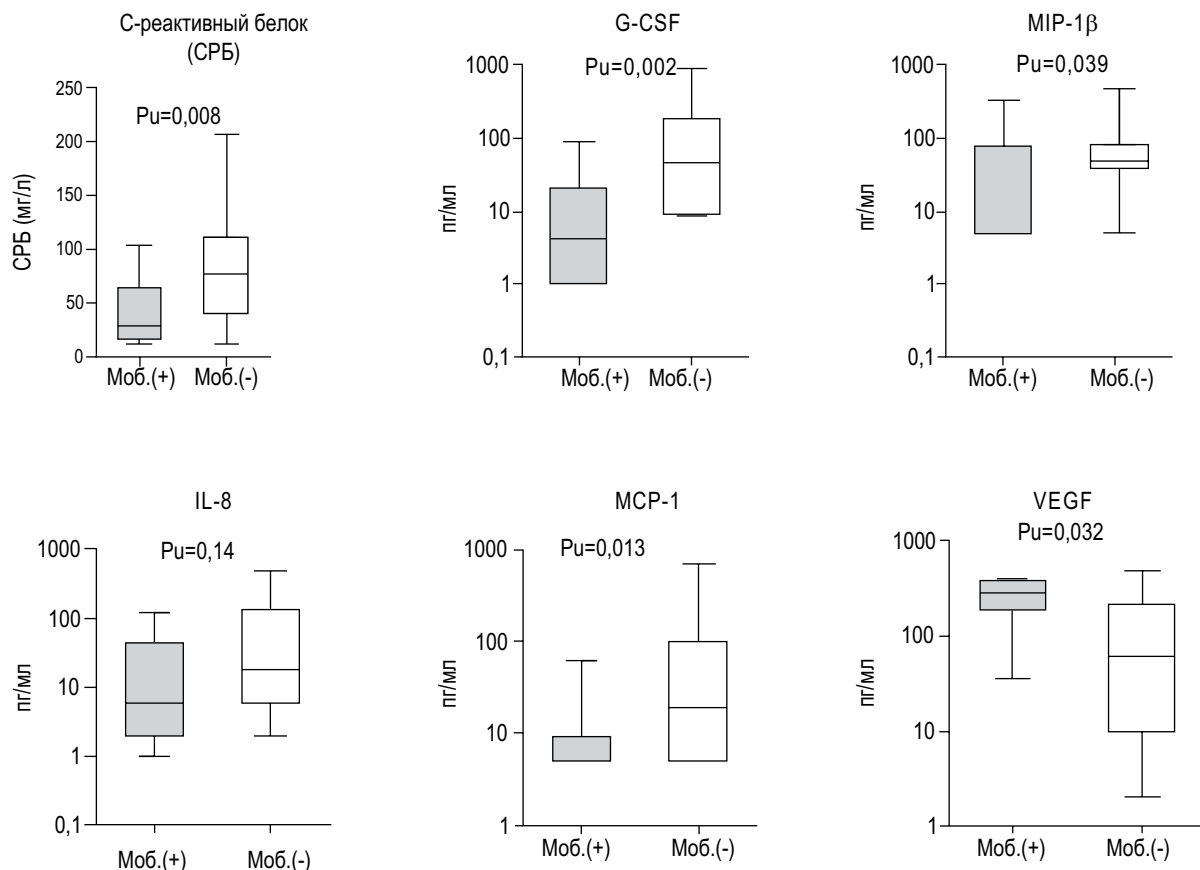 С-реактивный белок
(СРБ)
Pu=0,008
СРБ (мг/л)
250
200
150
100
50
0
Моб.(+) Моб.(-)
G-CSF
Pu=0,002
пг/мл
1000
100
10
1
0,1
Моб.(+) Моб.(-)
MIP-1β
Pu=0,039
пг/мл
1000
100
10
1
0,1
Моб.(+) Моб.(-)
IL-8
Pu=0,14
пг/мл
1000
100
10
1
0,1
Моб.(+) Моб.(-)
MCP-1
Pu=0,013
пг/мл
1000
100
10
1
Моб.(+) Моб.(-)
VEGF
Pu=0,032
пг/мл
1000
100
10
1
Моб.(+) Моб.(-)